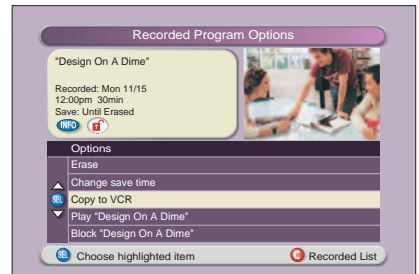 Recorded Program Options
"Design On A Dime"
Recorded: Mon 11/15
12:00pm 30min
Save: Until Erased
INFO
Options
Erase
Change save time
SEL Copy to VCR
Play "Design On A Dime"
Block "Design On A Dime"
SEL Choose highlighted item C Recorded List